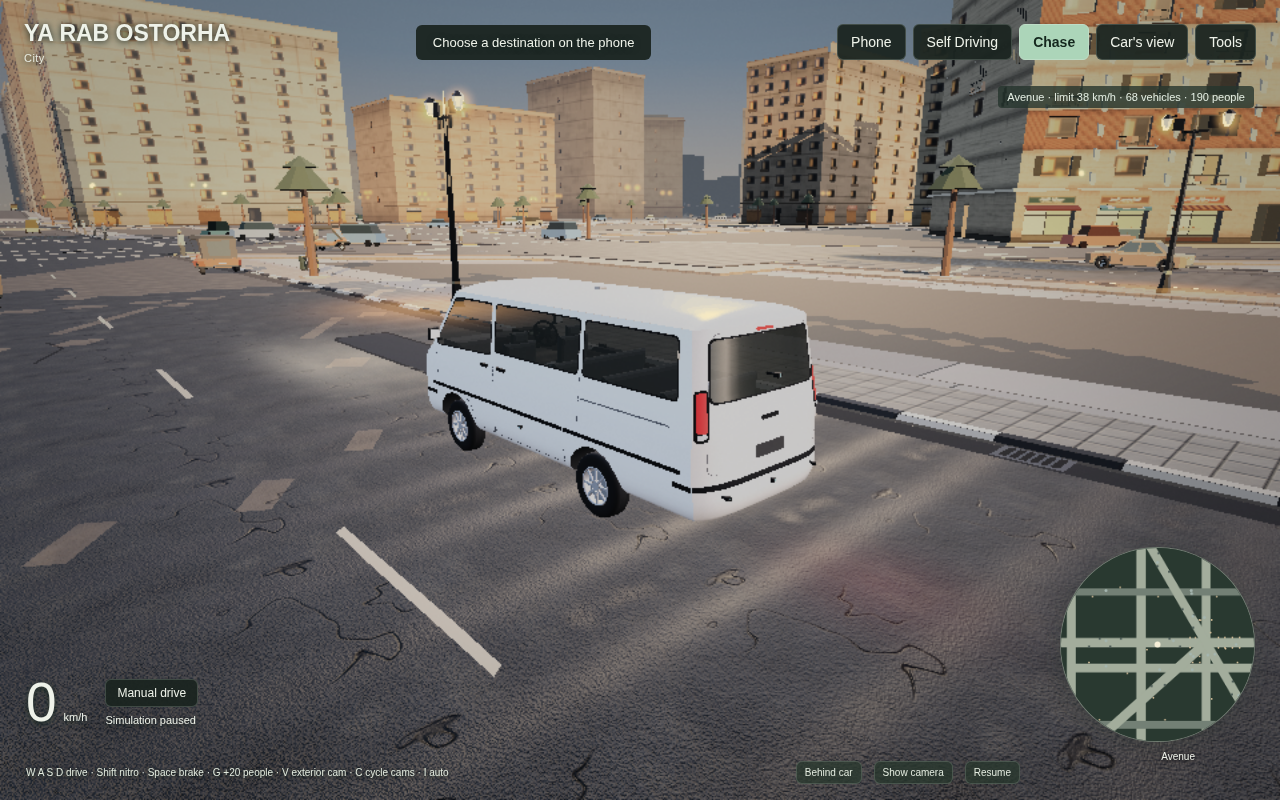 YA RAB OSTORHA
City
Choose a destination on the phone
Phone
Self Driving
Chase
Car's view
Tools
Avenue · limit 38 km/h · 68 vehicles · 190 people
0 km/h
Manual drive
Simulation paused
W A S D drive · Shift nitro · Space brake · G +20 people · V exterior cam · C cycle cams · I auto
Behind car
Show camera
Resume
Avenue